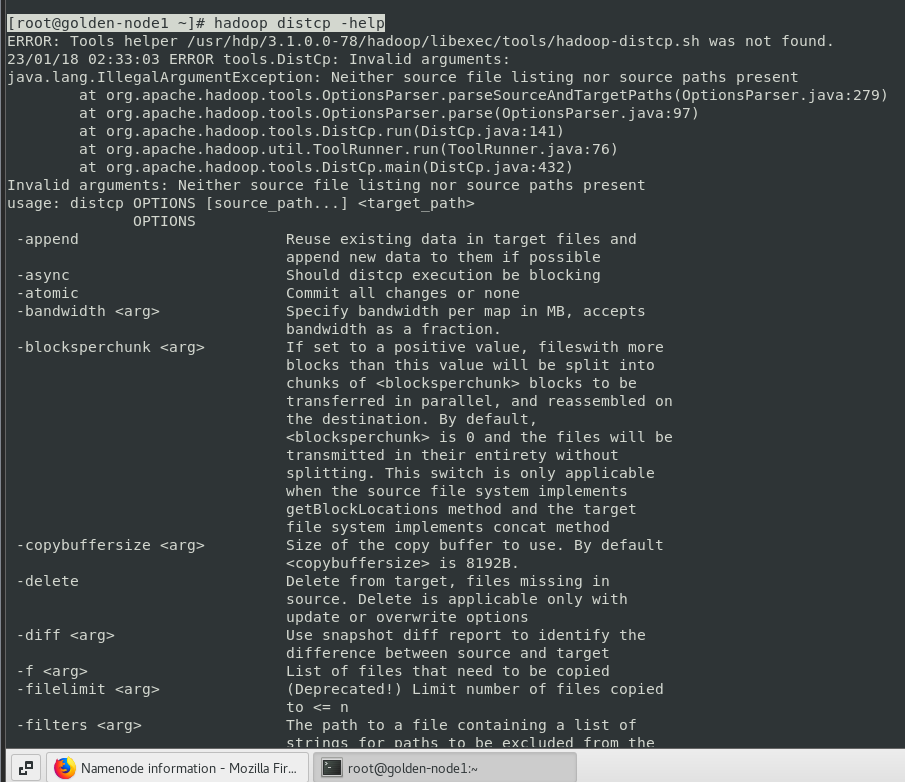 [root@golden-node1 ~]# hadoop distcp -help
ERROR: Tools helper /usr/hdp/3.1.0.0-78/hadoop/libexec/tools/hadoop-distcp.sh was not found.
23/01/18 02:33:03 ERROR tools.DistCp: Invalid arguments:
java.lang.IllegalArgumentException: Neither source file listing nor source paths present
        at org.apache.hadoop.tools.OptionsParser.parseSourceAndTargetPaths(OptionsParser.java:279)
        at org.apache.hadoop.tools.OptionsParser.parse(OptionsParser.java:97)
        at org.apache.hadoop.tools.DistCp.run(DistCp.java:141)
        at org.apache.hadoop.util.ToolRunner.run(ToolRunner.java:76)
        at org.apache.hadoop.tools.DistCp.main(DistCp.java:432)
Invalid arguments: Neither source file listing nor source paths present
usage: distcp OPTIONS [source_path...] <target_path>
              OPTIONS
 -append                       Reuse existing data in target files and
                               append new data to them if possible
 -async                        Should distcp execution be blocking
 -atomic                       Commit all changes or none
 -bandwidth <arg>              Specify bandwidth per map in MB, accepts
                               bandwidth as a fraction.
 -blocksperchunk <arg>         If set to a positive value, fileswith more
                               blocks than this value will be split into
                               chunks of <blocksperchunk> blocks to be
                               transferred in parallel, and reassembled on
                               the destination. By default,
                               <blocksperchunk> is 0 and the files will be
                               transmitted in their entirety without
                               splitting. This switch is only applicable
                               when the source file system implements
                               getBlockLocations method and the target
                               file system implements concat method
 -copybuffersize <arg>         Size of the copy buffer to use. By default
                               <copybuffersize> is 8192B.
 -delete                       Delete from target, files missing in
                               source. Delete is applicable only with
                               update or overwrite options
 -diff <arg>                   Use snapshot diff report to identify the
                               difference between source and target
 -f <arg>                      List of files that need to be copied
 -filelimit <arg>              (Deprecated!) Limit number of files copied
                               to <= n
 -filters <arg>                The path to a file containing a list of
                               strings for paths to be excluded from the
Namenode information - Mozilla Fir... root@golden-node1:~